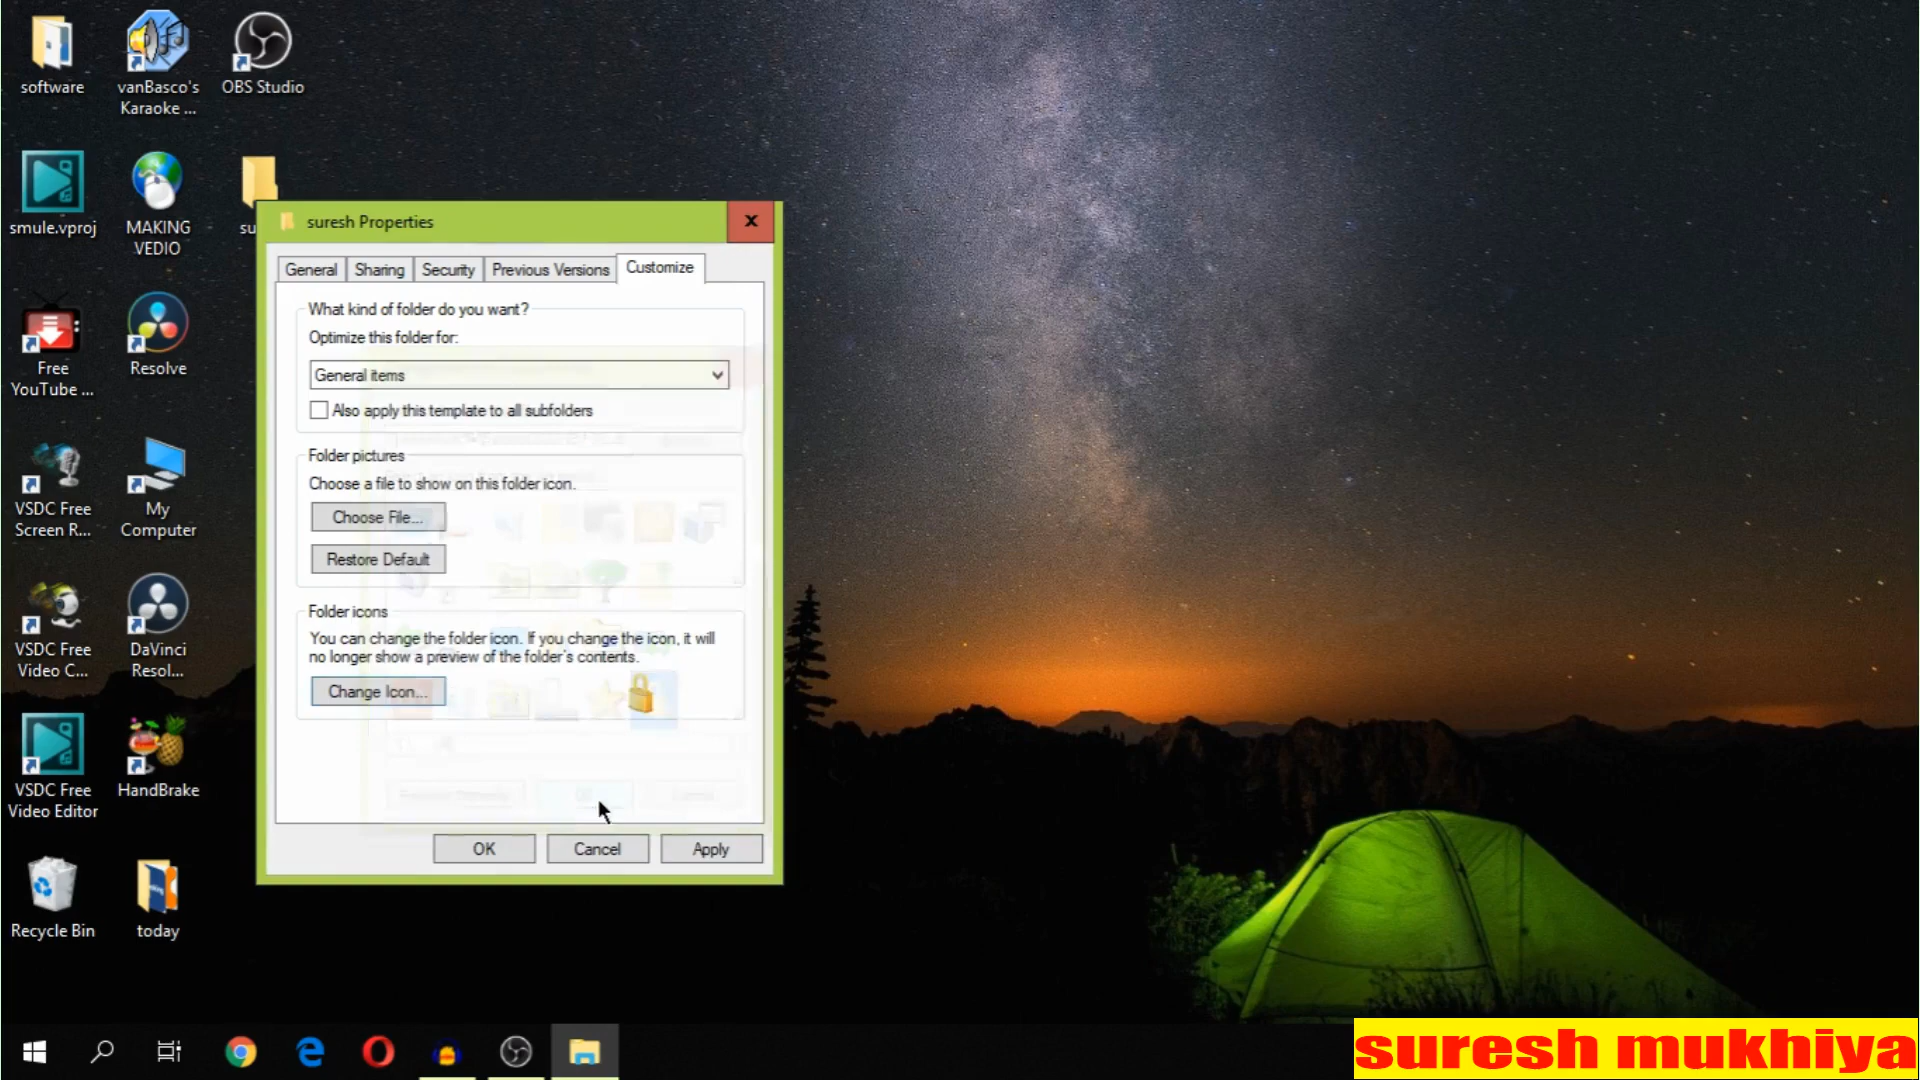 software
vanBasco's
Karaoke ...
OBS Studio
smule.vproj
MAKING
VEDIO
su
Free
YouTube ...
Resolve
VSDC Free
Screen R...
My
Computer
VSDC Free
Video C...
DaVinci
Resol...
VSDC Free
Video Editor
HandBrake
Recycle Bin
today
suresh Properties
x
General
Sharing
Security
Previous Versions
Customize
What kind of folder do you want?
Optimize this folder for:
General items
Also apply this template to all subfolders
Folder pictures
Choose a file to show on this folder icon.
Choose File...
Restore Default
Folder icons
You can change the folder icon. If you change the icon, it will
no longer show a preview of the folder's contents.
Change Icon...
OK
Cancel
Apply
suresh mukhiya